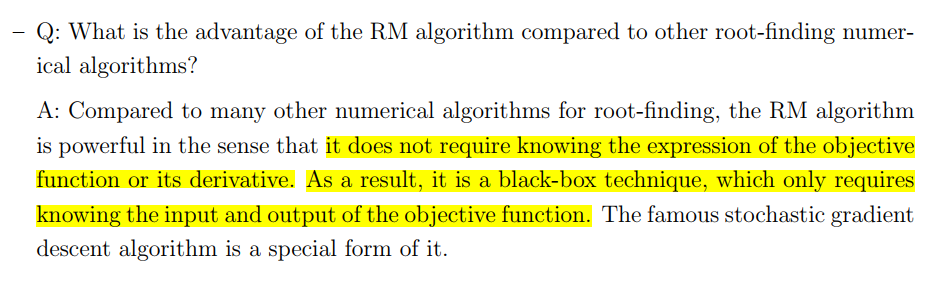 – Q: What is the advantage of the RM algorithm compared to other root-finding numer-
ical algorithms?
A: Compared to many other numerical algorithms for root-finding, the RM algorithm
is powerful in the sense that it does not require knowing the expression of the objective
function or its derivative. As a result, it is a black-box technique, which only requires
knowing the input and output of the objective function. The famous stochastic gradient
descent algorithm is a special form of it.